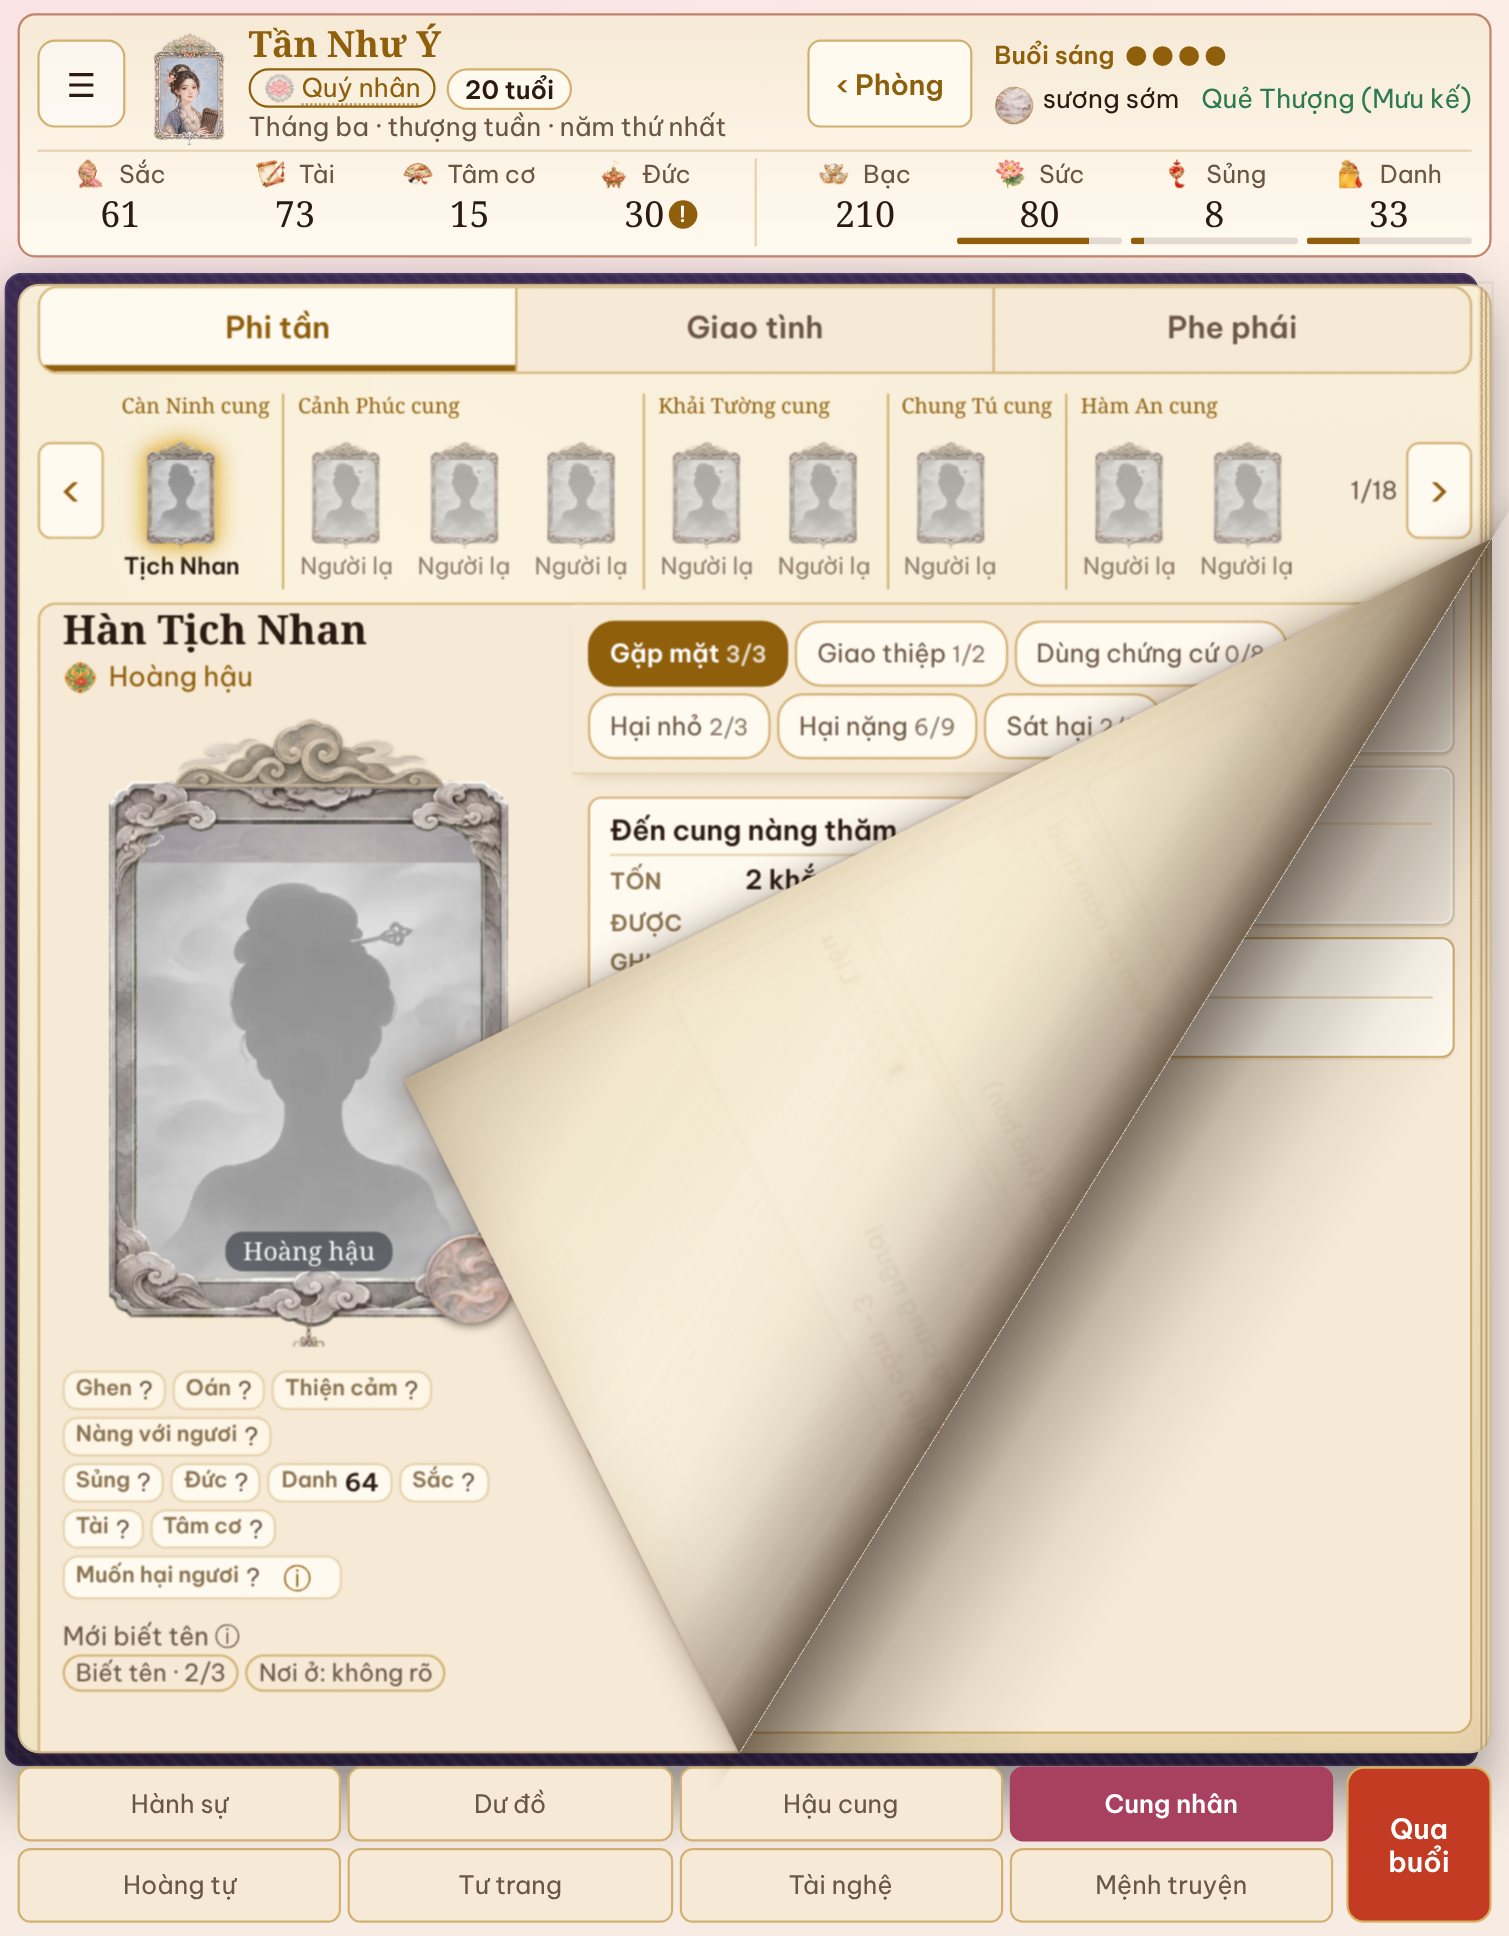 Tần Như Ý
Quý nhân
20 tuổi
Tháng ba · thượng tuần · năm thứ nhất
‹ Phòng
Buổi sáng
sương sớm Quẻ Thượng (Mưu kế)
Sắc Tài Tâm cơ Đức Bạc Sức Sủng Danh
61 73 15 30 ! 210 80 8 33
Phi tần Giao tình Phe phái
Càn Ninh cung Cảnh Phúc cung Khải Tường cung Chung Tú cung Hàm An cung
1/18
Tịch Nhan Người lạ Người lạ Người lạ Người lạ Người lạ Người lạ Người lạ Người lạ
Hàn Tịch Nhan
Hoàng hậu
Gặp mặt 3/3 Giao thiệp 1/2 Dùng chứng cứ 0/8
Hại nhỏ 2/3 Hại nặng 6/9 Sát hại
Đến cung nàng thăm
TỐN 2
ĐƯỢC
Hoàng hậu
Ghen ? Oán ? Thiện cảm ?
Nàng với ngươi ?
Sủng ? Đức ? Danh 64 Sắc ?
Tài ? Tâm cơ ?
Muốn hại ngươi ? ⓘ
Mới biết tên ⓘ
Biết tên · 2/3 Nơi ở: không rõ
Hành sự Dư đồ Hậu cung Cung nhân
Qua
buổi
Hoàng tự Tư trang Tài nghệ Mệnh truyện